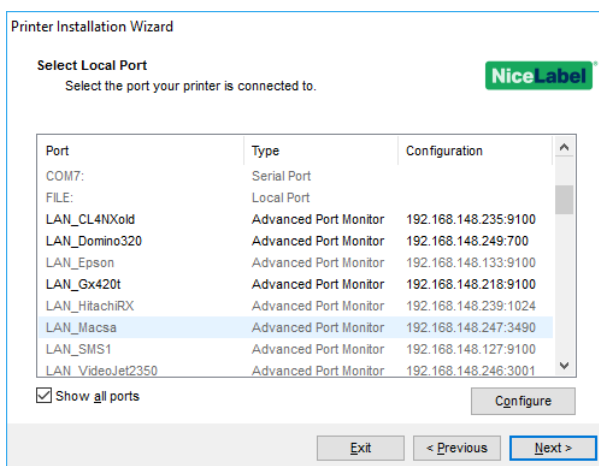 Printer Installation Wizard
Select Local Port
Select the port your printer is connected to.
NiceLabel
Port Type Configuration
COM7: Serial Port
FILE: Local Port
LAN_CL4NXold Advanced Port Monitor 192.168.148.235:9100
LAN_Domino320 Advanced Port Monitor 192.168.148.249:700
LAN_Epson Advanced Port Monitor 192.168.148.133:9100
LAN_Gx420t Advanced Port Monitor 192.168.148.218:9100
LAN_HitachiRX Advanced Port Monitor 192.168.148.239:1024
LAN_Macsa Advanced Port Monitor 192.168.148.247:3490
LAN_SMS1 Advanced Port Monitor 192.168.148.127:9100
LAN_VideoJet2350 Advanced Port Monitor 192.168.148.246:3001
Show all ports
Configure
Exit < Previous Next >